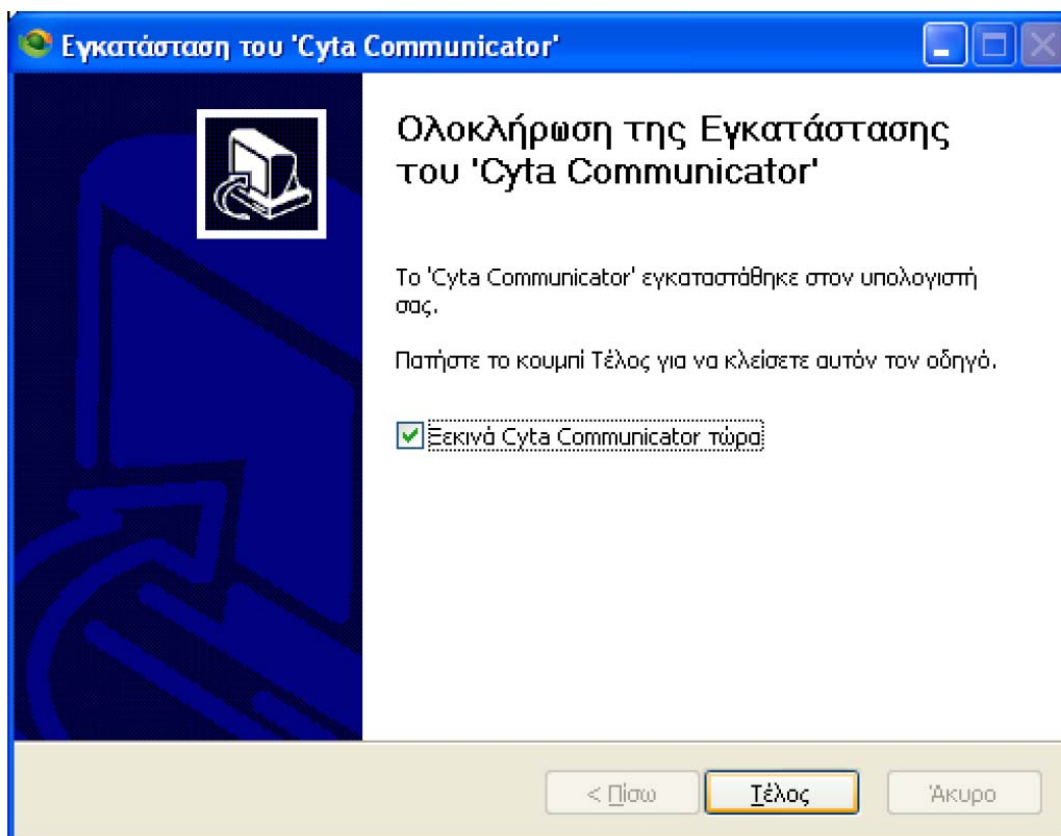 Εγκατάσταση του 'Cyta Communicator'
Ολοκλήρωση της Εγκατάστασης
του 'Cyta Communicator'
Το 'Cyta Communicator' εγκαταστάθηκε στον υπολογιστή
σας.
Πατήστε το κουμπί Τέλος για να κλείσετε αυτόν τον οδηγό.
Ξεκινά Cyta Communicator τώρα
< Πίσω
Τέλος
Άκυρο